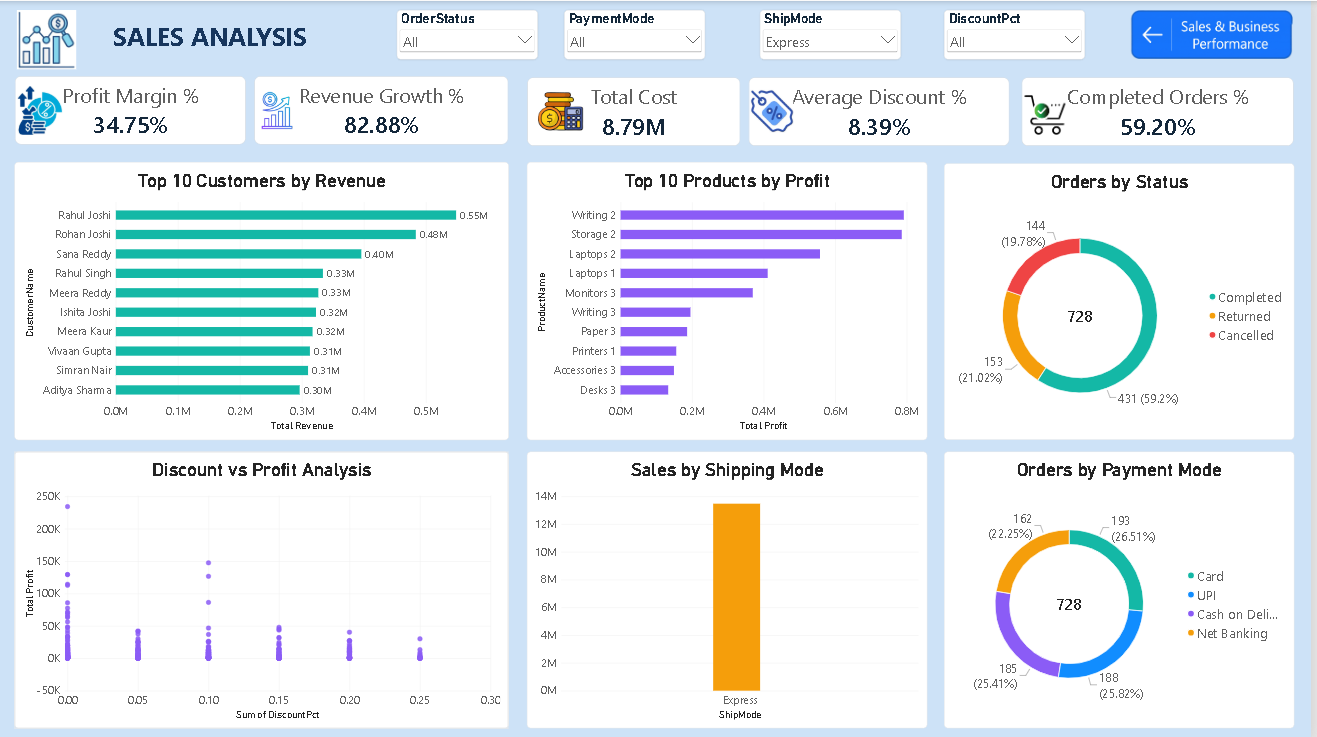 SALES ANALYSIS
OrderStatus
All
PaymentMode
All
ShipMode
Express
DiscountPct
All
Sales & Business
Performance
Profit Margin %
34.75%
Revenue Growth %
82.88%
Total Cost
8.79M
Average Discount %
8.39%
Completed Orders %
59.20%
Top 10 Customers by Revenue
CustomerName
Rahul Joshi 0.55M
Rohan Joshi 0.48M
Sana Reddy 0.40M
Rahul Singh 0.33M
Meera Reddy 0.33M
Ishita Joshi 0.32M
Meera Kaur 0.32M
Vivaan Gupta 0.31M
Simran Nair 0.31M
Aditya Sharma 0.30M
0.0M 0.1M 0.2M 0.3M 0.4M 0.5M
Total Revenue
Top 10 Products by Profit
ProductName
Writing 2
Storage 2
Laptops 2
Laptops 1
Monitors 3
Writing 3
Paper 3
Printers 1
Accessories 3
Desks 3
0.0M 0.2M 0.4M 0.6M 0.8M
Total Profit
Orders by Status
144
(19.78%)
728
153
(21.02%)
431 (59.2%)
Completed
Returned
Cancelled
Discount vs Profit Analysis
Total Profit
250K
200K
150K
100K
50K
0K
-50K
0.00 0.05 0.10 0.15 0.20 0.25 0.30
Sum of DiscountPct
Sales by Shipping Mode
14M
12M
10M
8M
6M
4M
2M
0M
Express
ShipMode
Orders by Payment Mode
162
(22.25%)
193
(26.51%)
728
185
(25.41%)
188
(25.82%)
Card
UPI
Cash on Deli...
Net Banking